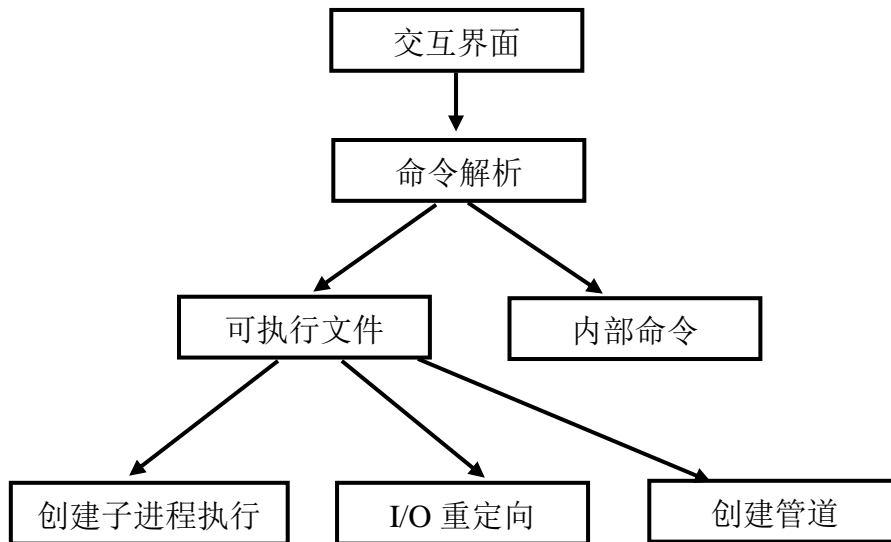 交互界面
命令解析
可执行文件
内部命令
创建子进程执行
I/O 重定向
创建管道